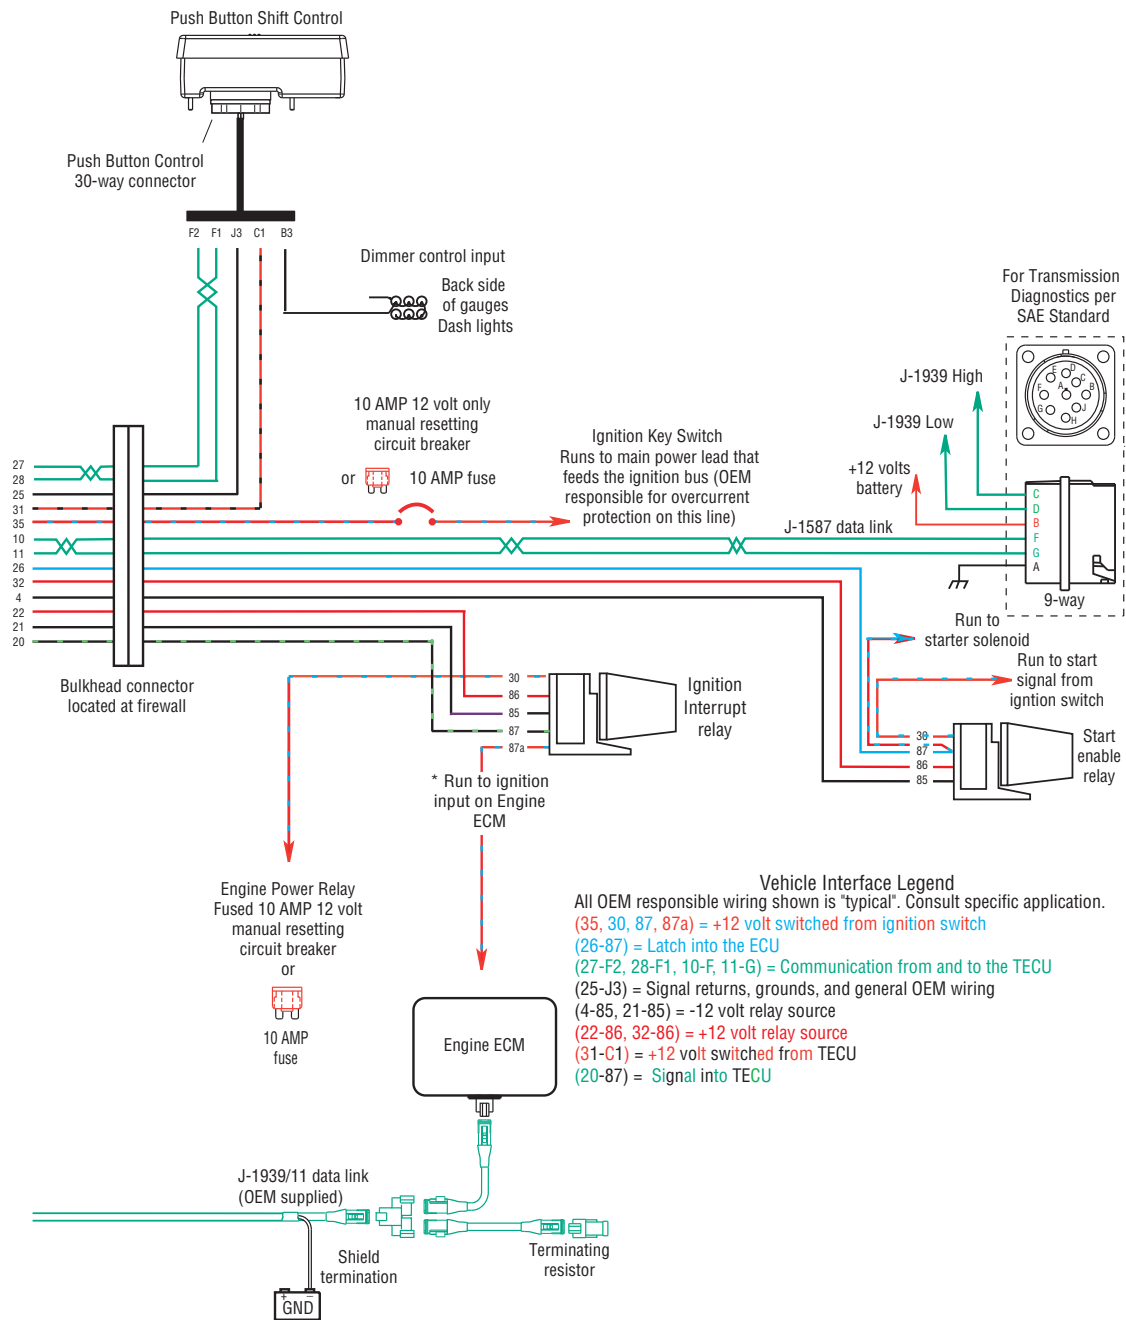 Push Button Shift Control
Push Button Control
30-way connector
F2 F1 J3 C1 B3
Dimmer control input
Back side
of gauges
Dash lights
For Transmission
Diagnostics per
SAE Standard
E D C B A F G H J
J-1939 High
J-1939 Low
+12 volts
battery
10 AMP 12 volt only
manual resetting
circuit breaker
or 10 AMP fuse
Ignition Key Switch
Runs to main power lead that
feeds the ignition bus (OEM
responsible for overcurrent
protection on this line)
J-1587 data link
27
28
25
31
35
10
11
26
32
4
22
21
20
C
D
B
F
G
A
9-way
Bulkhead connector
located at firewall
Run to
starter solenoid
Run to start
signal from
igntion switch
30
86
85
87
87a
Ignition
Interrupt
relay
30
87
86
85
Start
enable
relay
* Run to ignition
input on Engine
ECM
Engine Power Relay
Fused 10 AMP 12 volt
manual resetting
circuit breaker
or
10 AMP
fuse
Vehicle Interface Legend
All OEM responsible wiring shown is "typical". Consult specific application.
(35, 30, 87, 87a) = +12 volt switched from ignition switch
(26-87) = Latch into the ECU
(27-F2, 28-F1, 10-F, 11-G) = Communication from and to the TECU
(25-J3) = Signal returns, grounds, and general OEM wiring
(4-85, 21-85) = -12 volt relay source
(22-86, 32-86) = +12 volt relay source
(31-C1) = +12 volt switched from TECU
(20-87) = Signal into TECU
Engine ECM
J-1939/11 data link
(OEM supplied)
Shield
termination
Terminating
resistor
+ −
GND